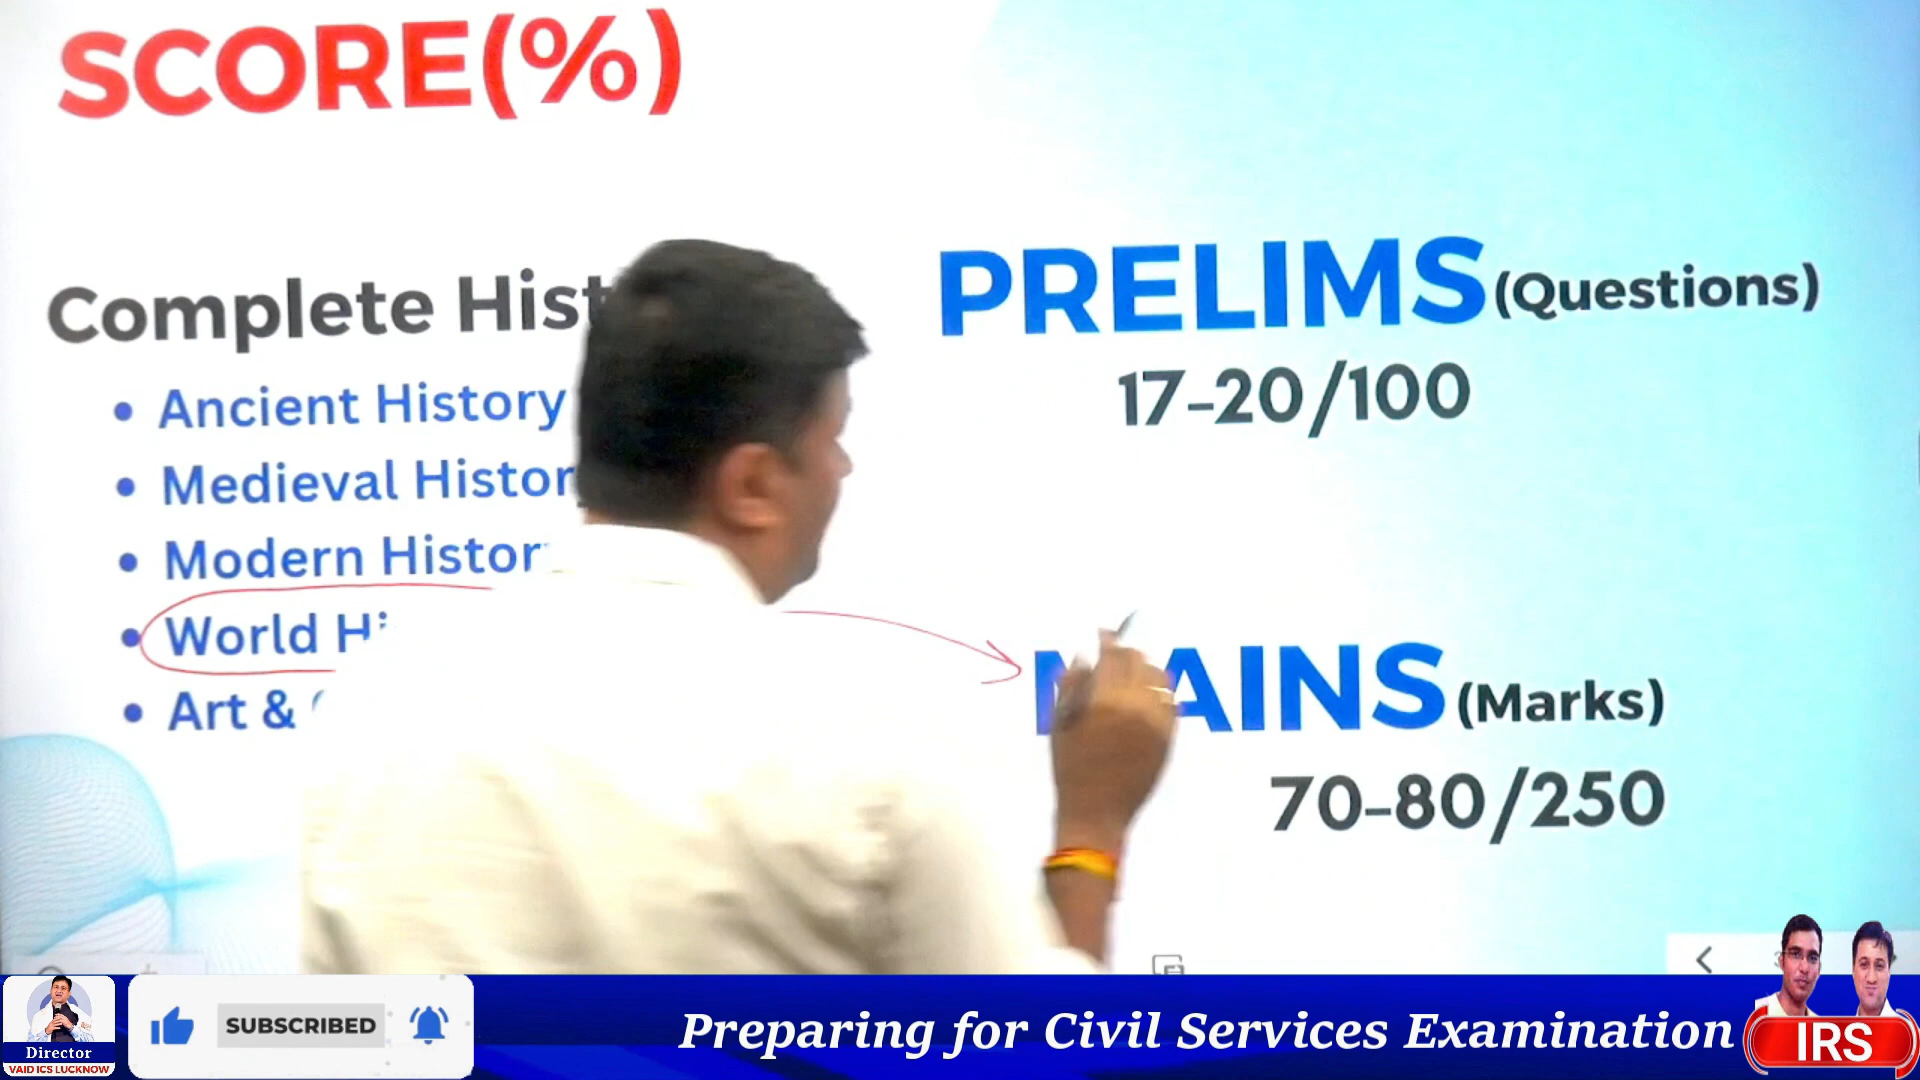 SCORE(%)
Complete Hist
• Ancient History
• Medieval Histor
• Modern Histor
• World H
• Art &
PRELIMS (Questions)
17-20/100
MAINS (Marks)
70-80/250
Director
VAID ICS LUCKNOW
SUBSCRIBED
Preparing for Civil Services Examination
IRS